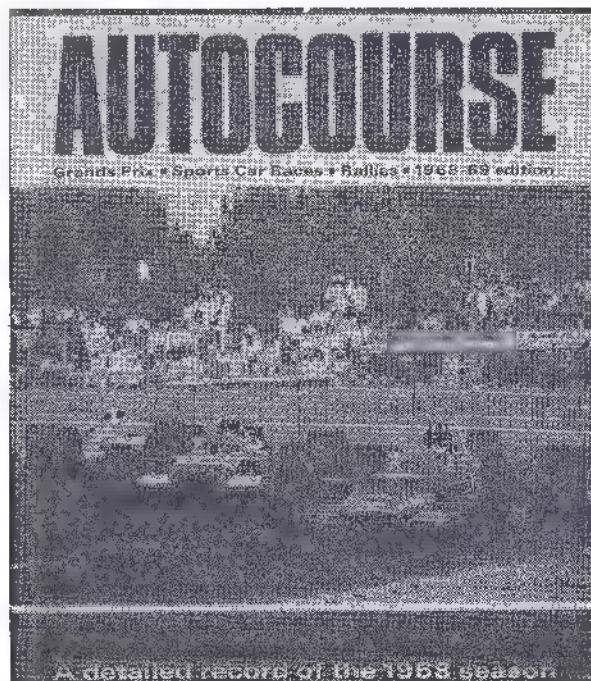 AUTOCOURSE
Grands Prix • Sports Car Races • Rallies • 1968-69 edition
A detailed record of the 1968 season